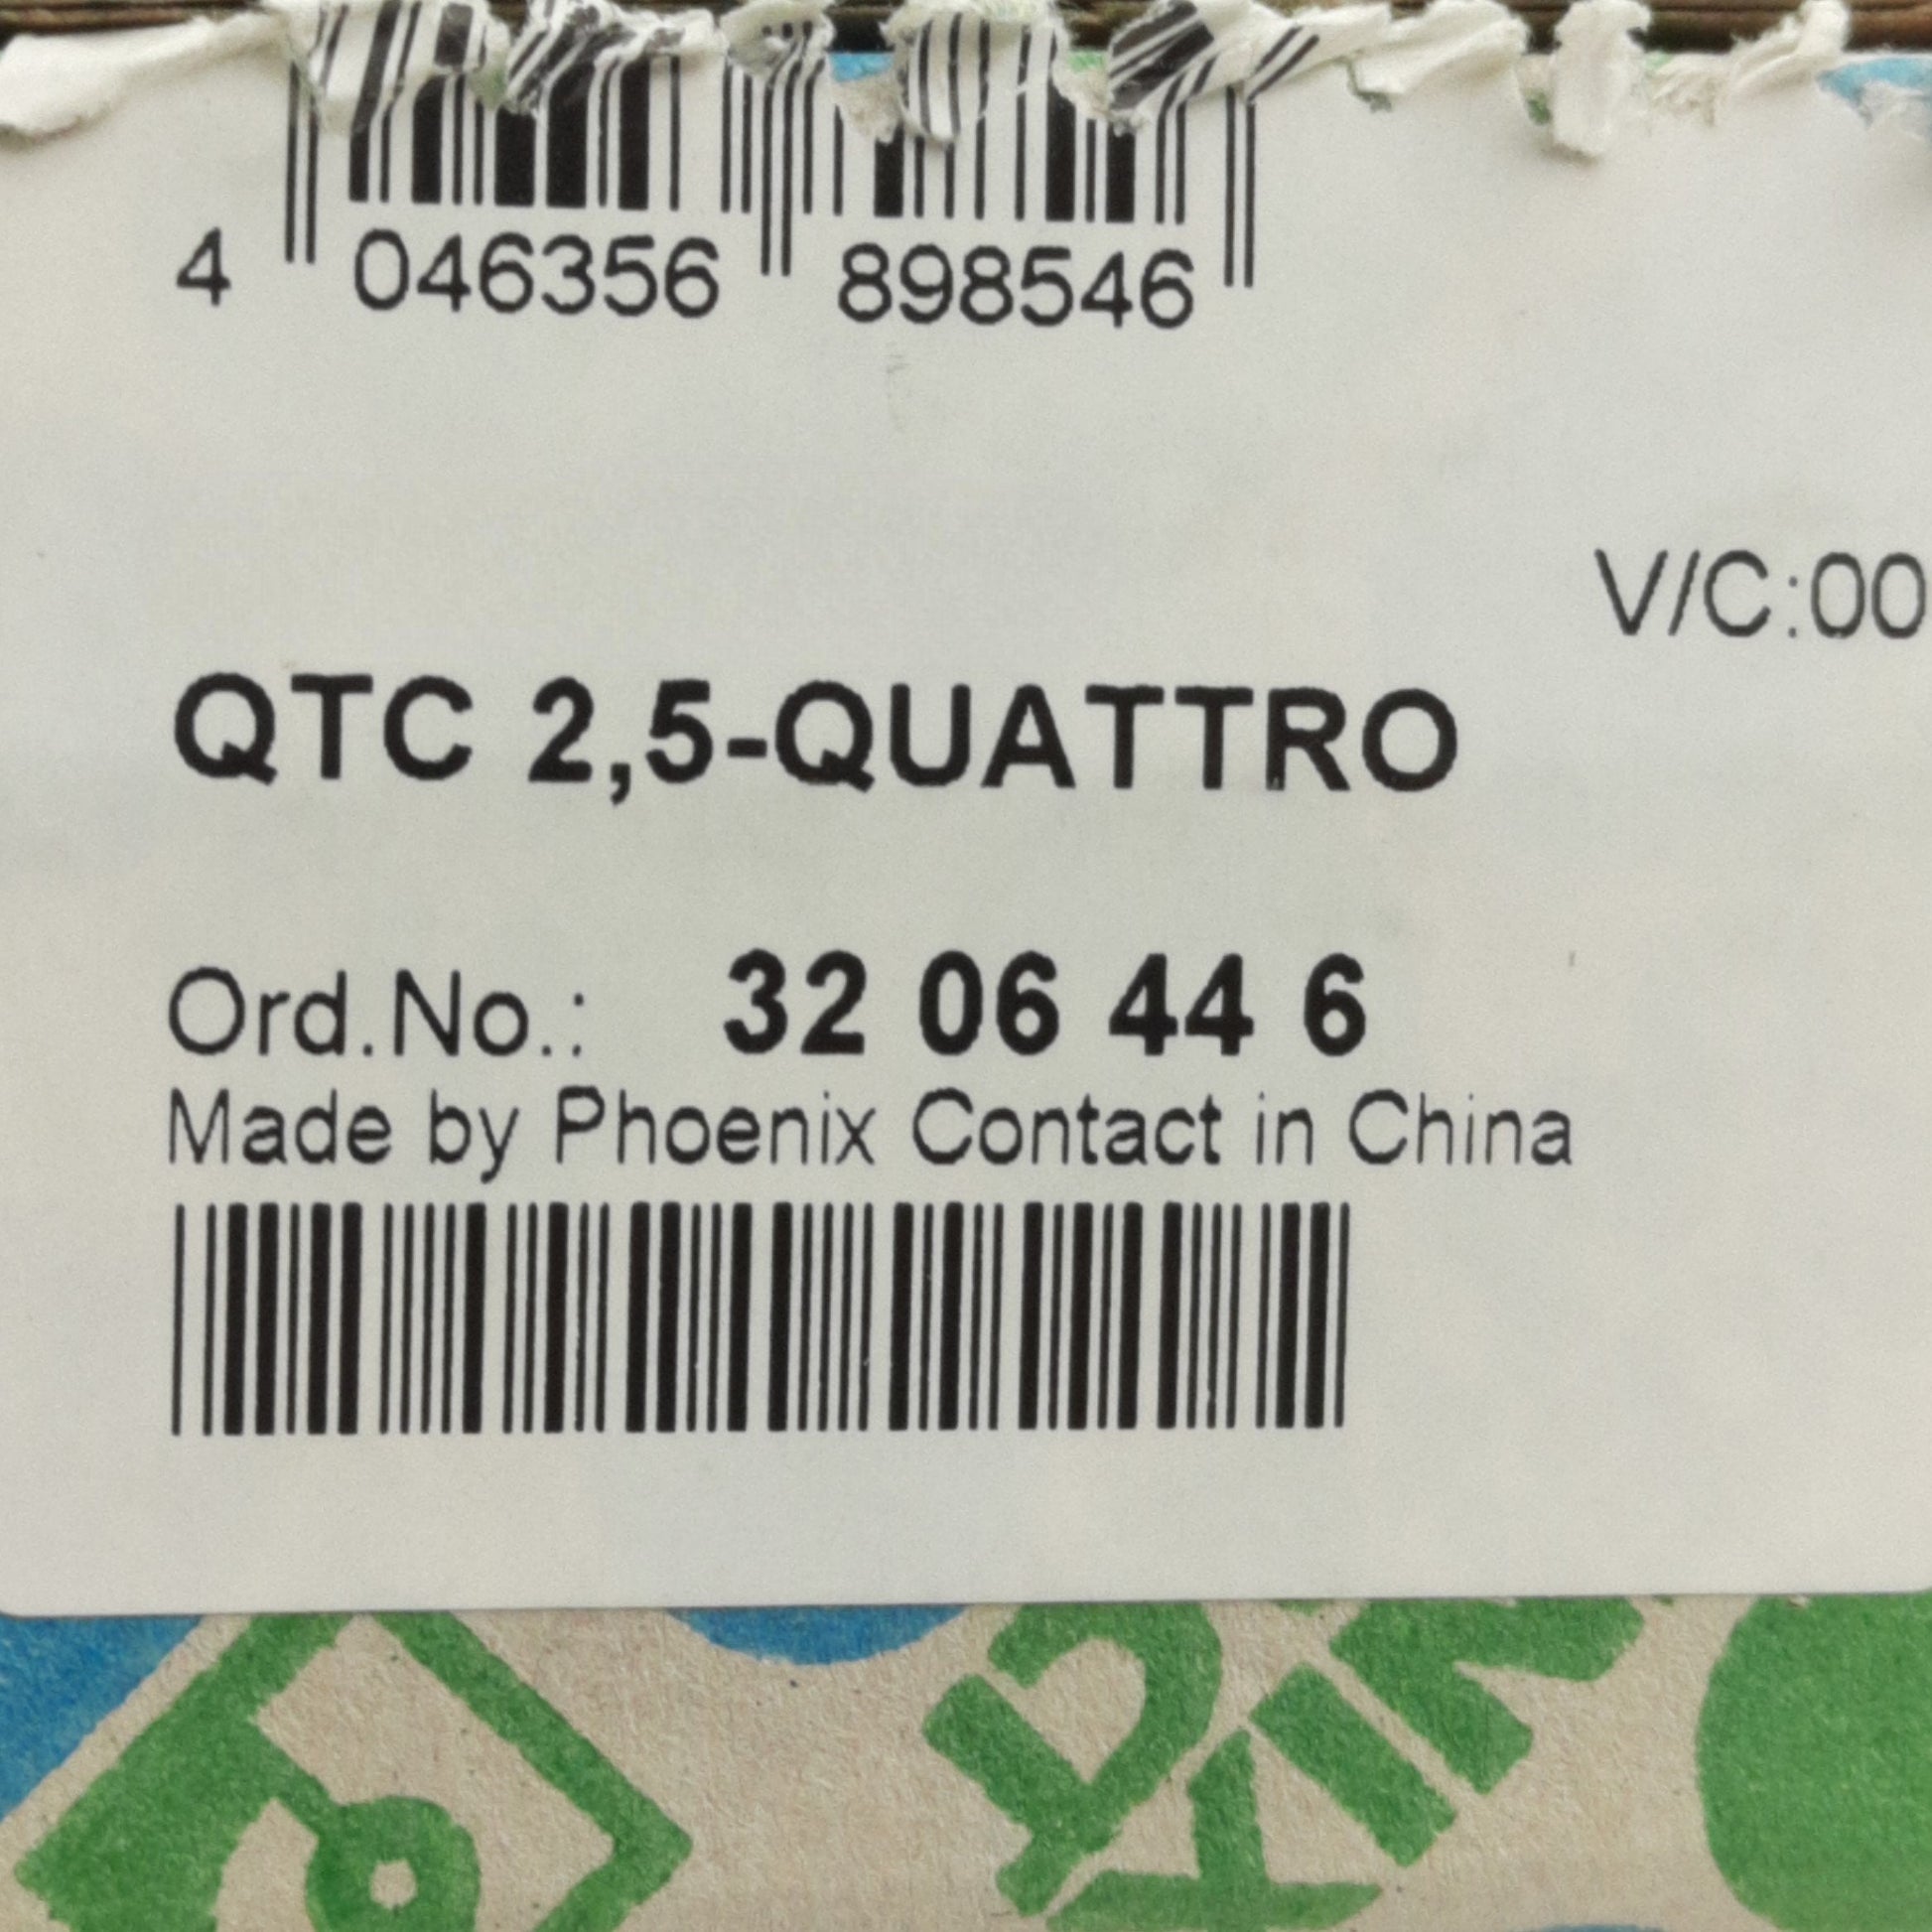 4 046356 898546
V/C:00
QTC 2,5-QUATTRO
Ord.No.: 32 06 44 6
Made by Phoenix Contact in China